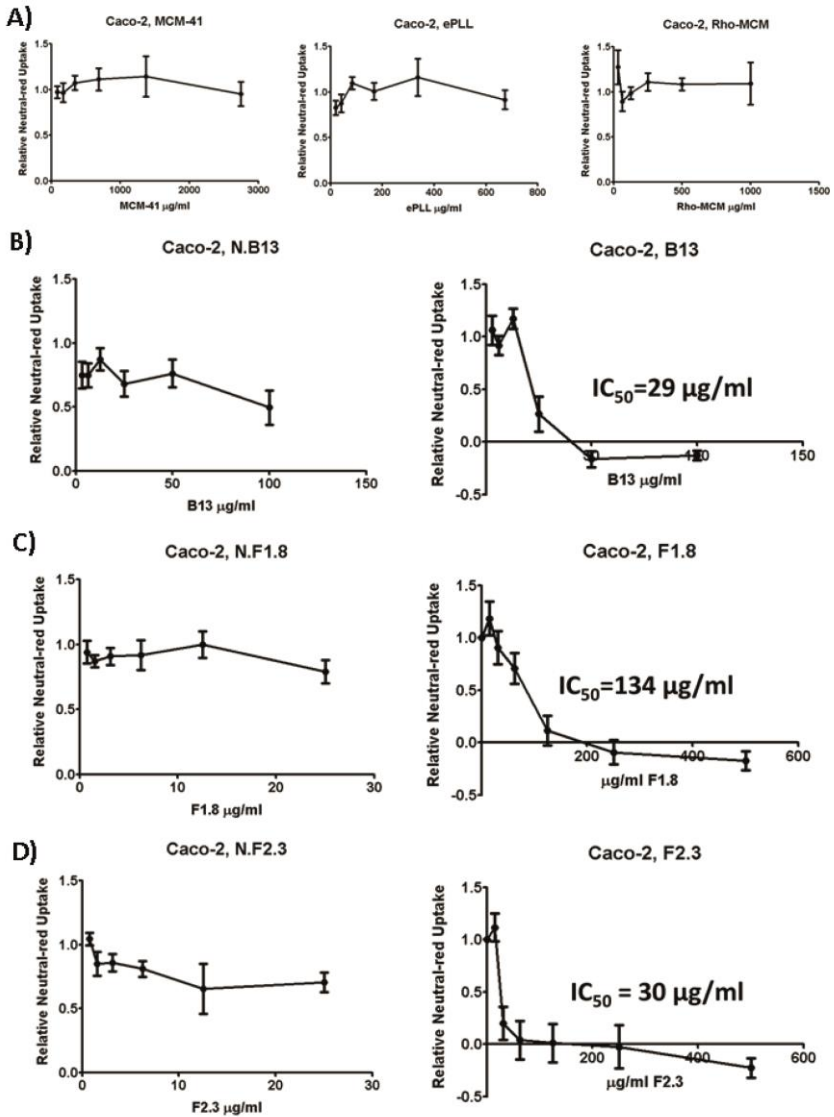 A)
Caco-2, MCM-41
Relative Neutral-red Uptake
1.5
1.0
0.5
0.0
0
1000
2000
3000
MCM-41 µg/ml
Caco-2, ePLL
Relative Neutral-red Uptake
1.5
1.0
0.5
0.0
0
200
400
600
800
ePLL µg/ml
Caco-2, Rho-MCM
Relative Neutral-red Uptake
1.5
1.0
0.5
0.0
0
500
1000
1500
Rho-MCM µg/ml
B)
Caco-2, N.B13
Relative Neutral-red Uptake
1.5
1.0
0.5
0.0
0
50
100
150
B13 µg/ml
Caco-2, B13
Relative Neutral-red Uptake
1.5
1.0
0.5
0.0
-0.5
IC50=29 µg/ml
150
B13 µg/ml
C)
Caco-2, N.F1.8
Relative Neutral-red Uptake
1.5
1.0
0.5
0.0
0
10
20
30
F1.8 µg/ml
Caco-2, F1.8
Relative Neutral-red Uptake
1.5
1.0
0.5
0.0
-0.5
IC50=134 µg/ml
200
400
600
µg/ml F1.8
D)
Caco-2, N.F2.3
Relative Neutral-red Uptake
1.5
1.0
0.5
0.0
0
10
20
30
F2.3 µg/ml
Caco-2, F2.3
Relative Neutral-red Uptake
1.5
1.0
0.5
0.0
-0.5
IC50 = 30 µg/ml
200
400
600
µg/ml F2.3